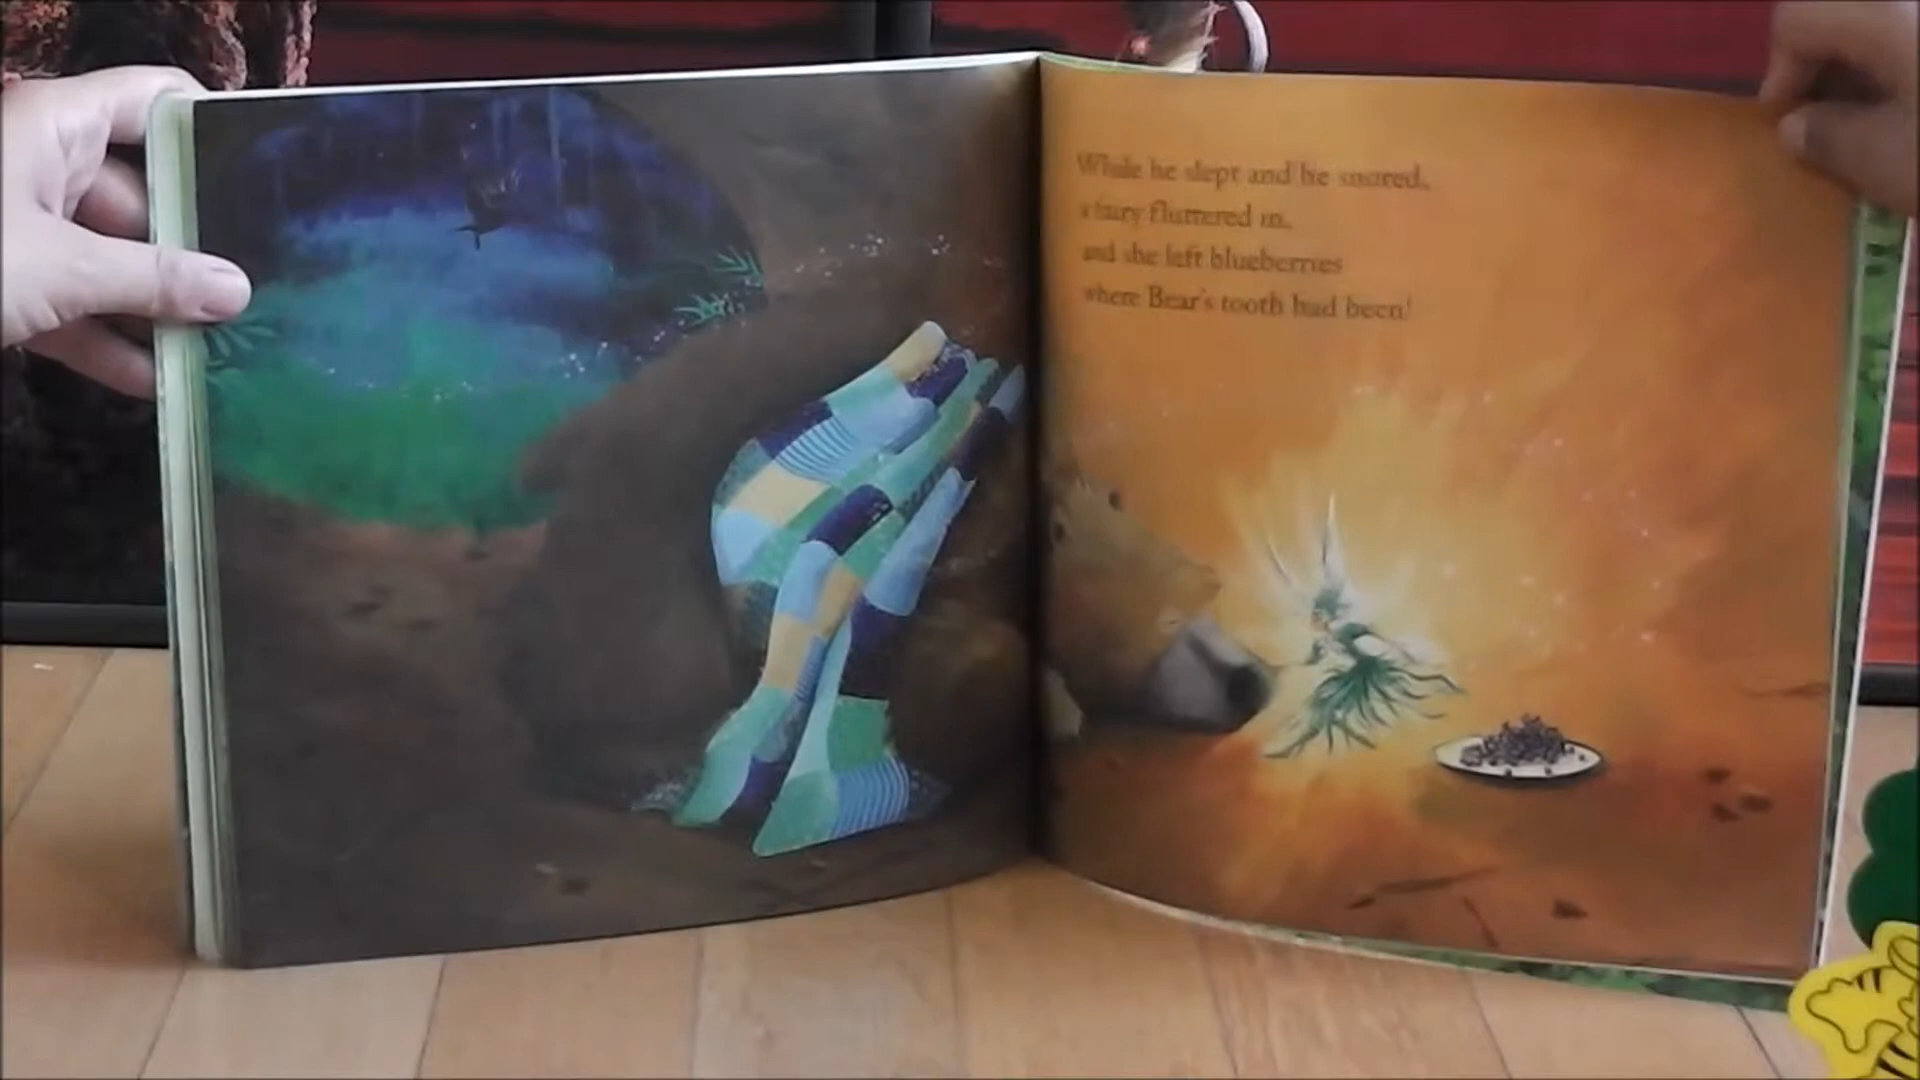 While he slept and he snored,
a fairy fluttered in,
and she left blueberries
where Bear's tooth had been!